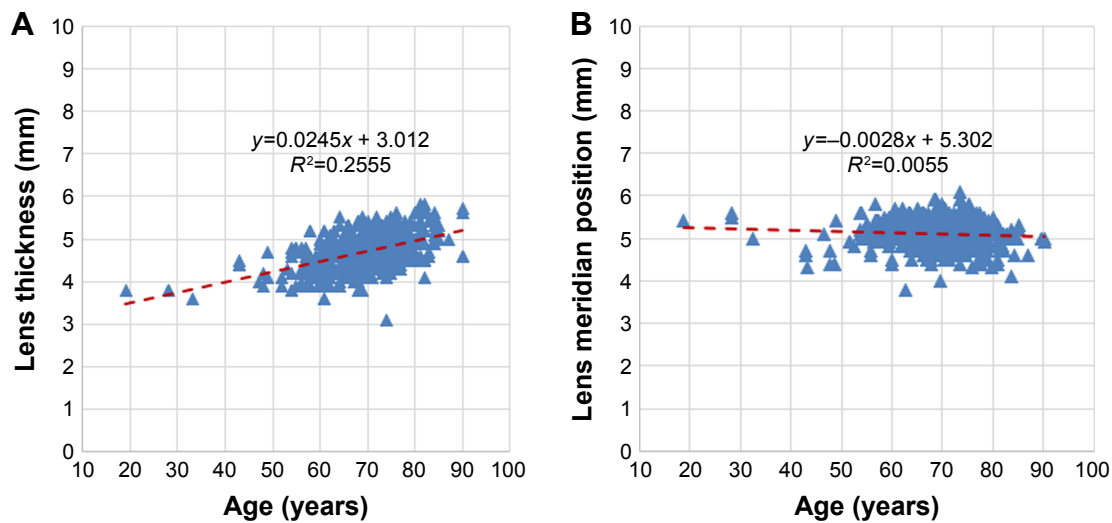 A
10
9
8
7
6
5
4
3
2
1
0
Lens thickness (mm)
y=0.0245x + 3.012
R²=0.2555
10 20 30 40 50 60 70 80 90 100
Age (years)
B
10
9
8
7
6
5
4
3
2
1
0
Lens meridian position (mm)
y=–0.0028x + 5.302
R²=0.0055
10 20 30 40 50 60 70 80 90 100
Age (years)